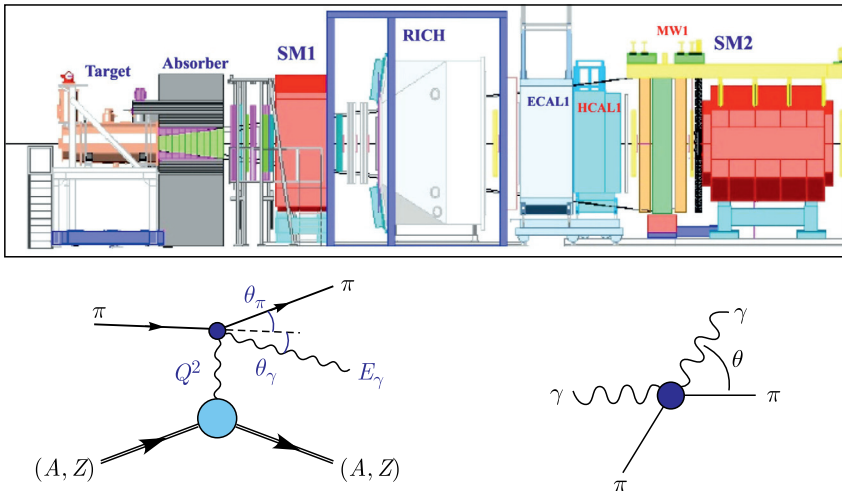 Target
Absorber
SM1
RICH
ECAL1
HCAL1
MW1
SM2
π
θπ
π
θγ
Eγ
Q²
(A, Z)
(A, Z)
γ
γ
θ
π
π